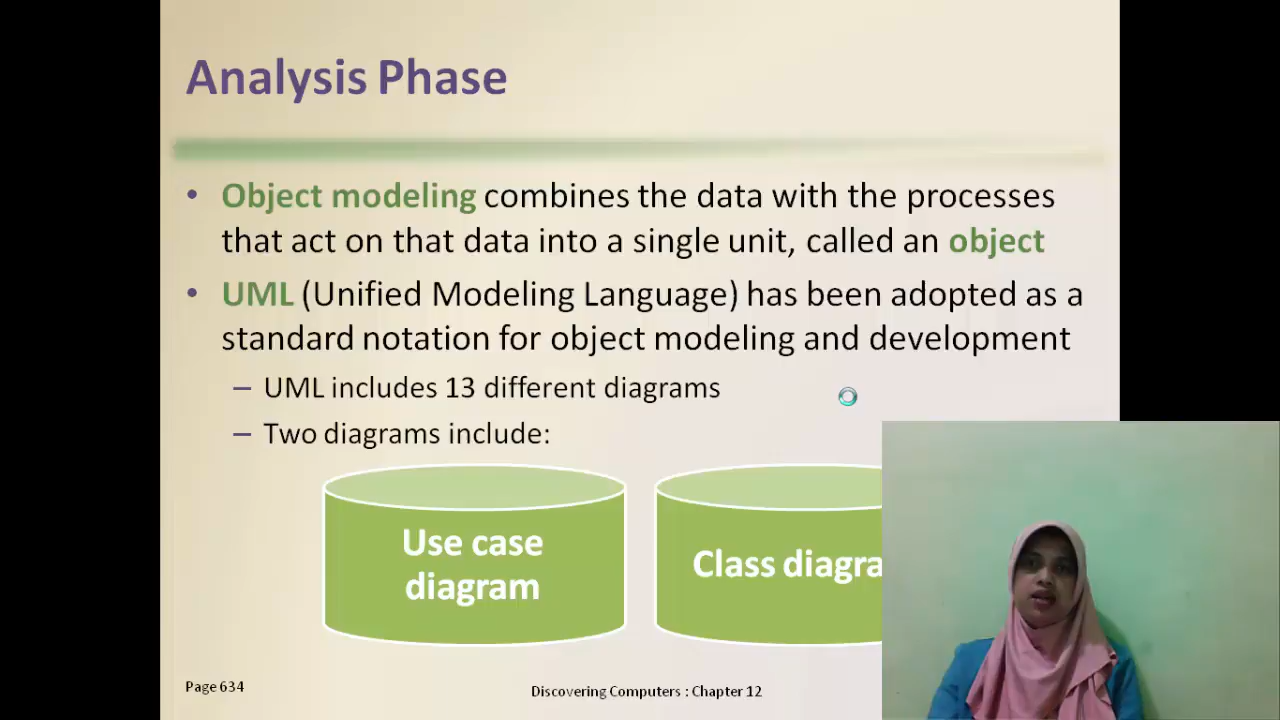 Analysis Phase
• Object modeling combines the data with the processes
that act on that data into a single unit, called an object
• UML (Unified Modeling Language) has been adopted as a
standard notation for object modeling and development
– UML includes 13 different diagrams
– Two diagrams include:
Use case
diagram
Class diagra
Page 634
Discovering Computers : Chapter 12